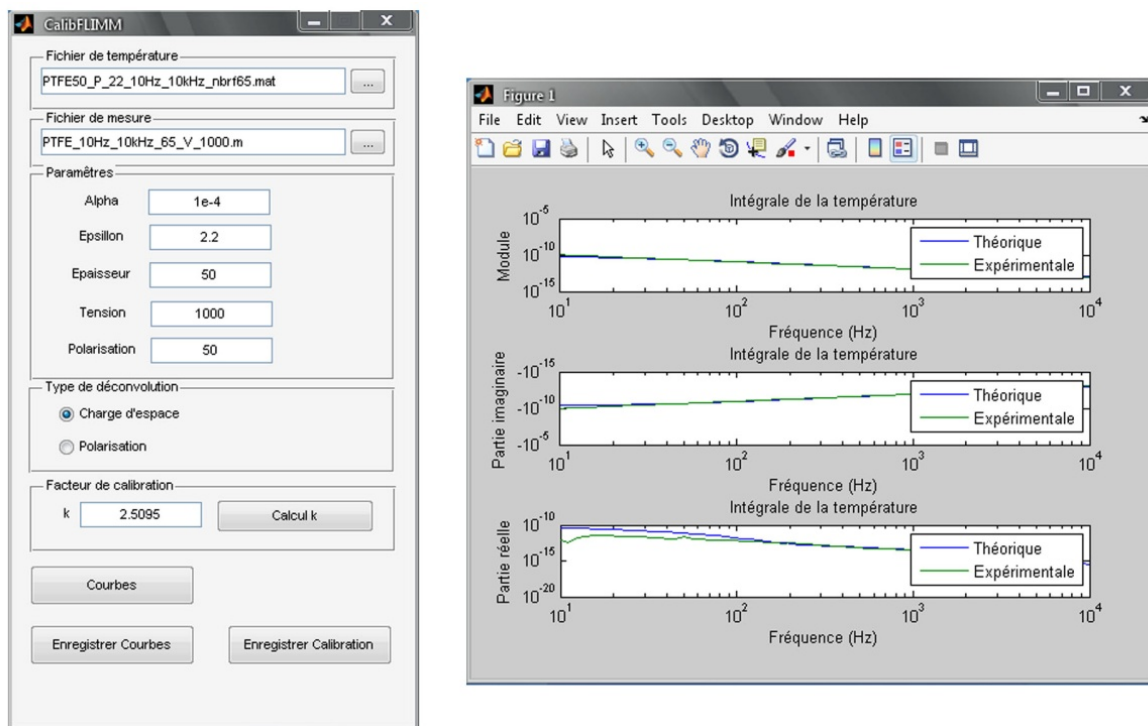 CalibFLIMM
Fichier de température
PTFE50_P_22_10Hz_10kHz_nbrf65.mat
...
Fichier de mesure
PTFE_10Hz_10kHz_65_V_1000.m
...
Paramêtres
Alpha 1e-4
Epsillon 2.2
Epaisseur 50
Tension 1000
Polarisation 50
Type de déconvolution
Charge d'espace
Polarisation
Facteur de calibration
k 2.5095 Calcul k
Courbes
Enregistrer Courbes Enregistrer Calibration
Figure 1
File Edit View Insert Tools Desktop Window Help
Intégrale de la température
Module
10^-5
10^-10
10^-15
Théorique
Expérimentale
10^1 10^2 10^3 10^4
Fréquence (Hz)
Intégrale de la température
Partie imaginaire
-10^-15
-10^-10
-10^-5
Théorique
Expérimentale
10^1 10^2 10^3 10^4
Fréquence (Hz)
Intégrale de la température
Partie réelle
10^-10
10^-15
10^-20
Théorique
Expérimentale
10^1 10^2 10^3 10^4
Fréquence (Hz)